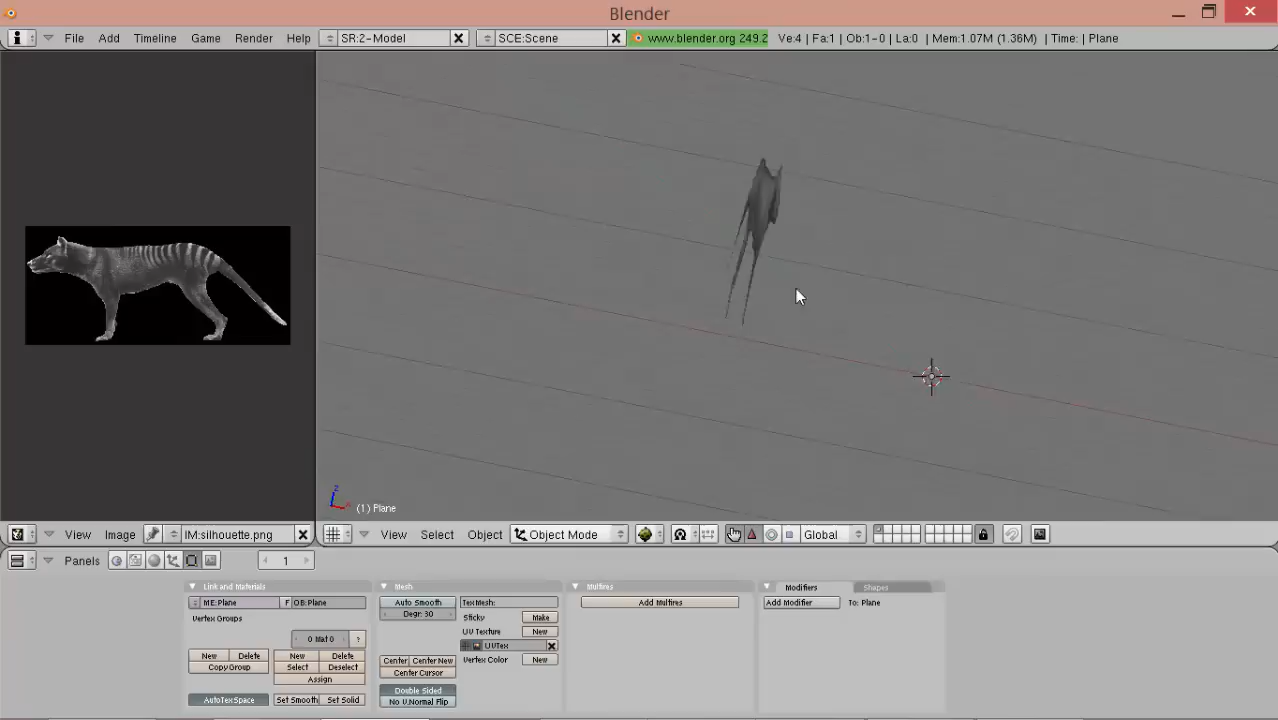 Blender
File Add Timeline Game Render Help SR:2-Model SCE:Scene www.blender.org 249.2 Ve:4 | Fa:1 | Ob:1-0 | La:0 | Mem:1.07M (1.36M) | Time: | Plane
z
x
(1) Plane
View Image IM:silhouette.png View Select Object Object Mode Global
Panels 1
Link and Materials Mesh Multires Modifiers Shapes
ME:Plane F OB:Plane Auto Smooth TexMesh: Add Multires Add Modifier To: Plane
Vertex Groups Degr: 30 Sticky Make
UV Texture New
0 Mat 0 ? UVTex
New Delete New Delete Center Center New Vertex Color New
Copy Group Select Deselect Center Cursor
Assign
Double Sided
AutoTexSpace Set Smooth Set Solid No V.Normal Flip